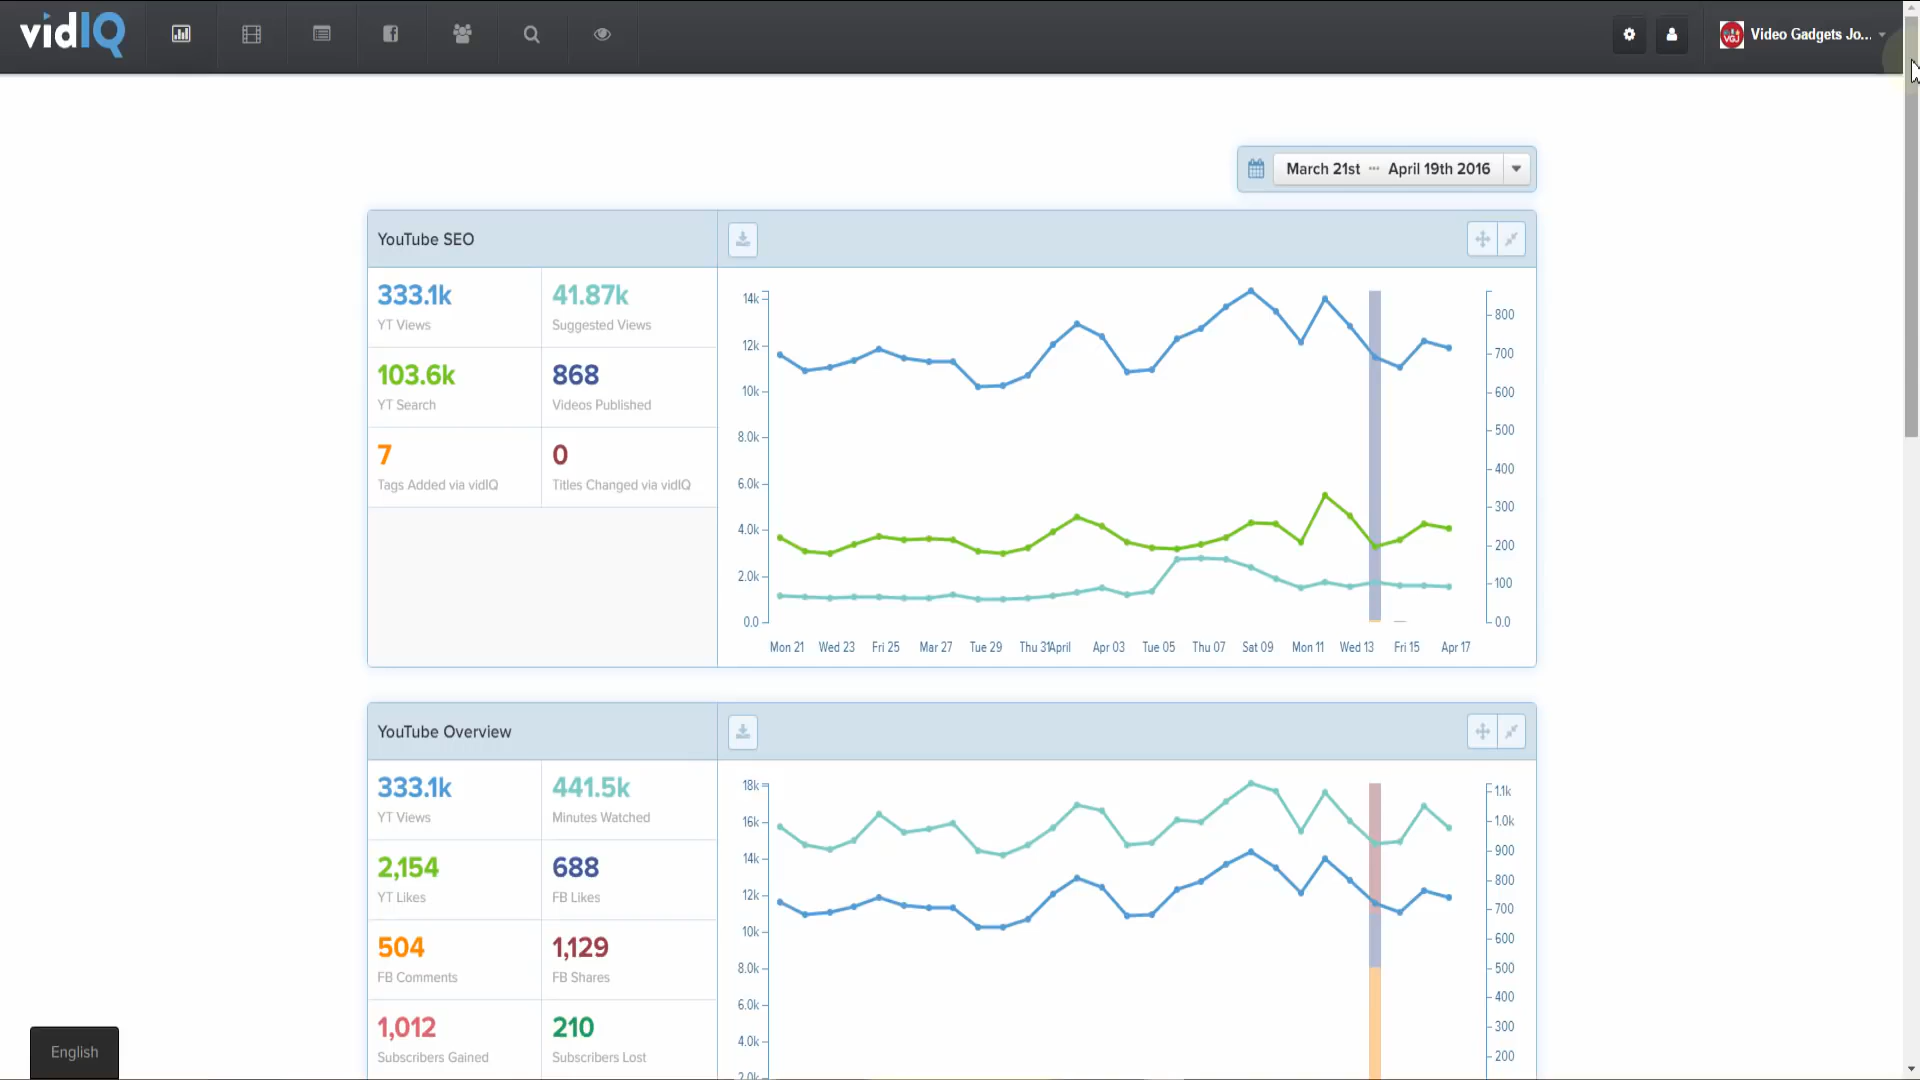 vidIQ
VGJ
Video Gadgets Jo...
March 21st ··· April 19th 2016
YouTube SEO
333.1k
YT Views
41.87k
Suggested Views
103.6k
YT Search
868
Videos Published
7
Tags Added via vidIQ
0
Titles Changed via vidIQ
14k
12k
10k
8.0k
6.0k
4.0k
2.0k
0.0
800
700
600
500
400
300
200
100
0.0
Mon 21 Wed 23 Fri 25 Mar 27 Tue 29 Thu 31 April Apr 03 Tue 05 Thu 07 Sat 09 Mon 11 Wed 13 Fri 15 Apr 17
YouTube Overview
333.1k
YT Views
441.5k
Minutes Watched
2,154
YT Likes
688
FB Likes
504
FB Comments
1,129
FB Shares
1,012
Subscribers Gained
210
Subscribers Lost
18k
16k
14k
12k
10k
8.0k
6.0k
4.0k
2.0k
1.1k
1.0k
900
800
700
600
500
400
300
200
English